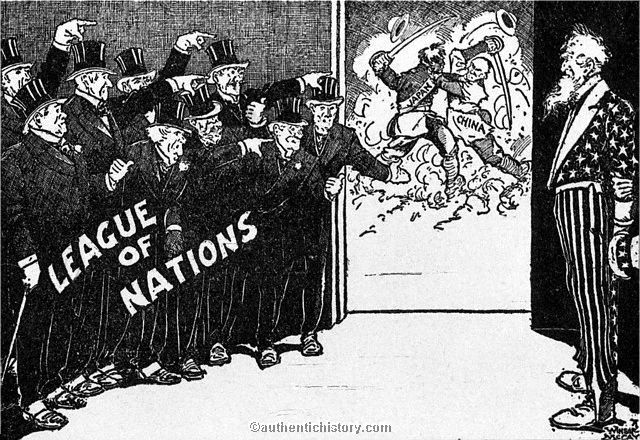 LEAGUE
OF
NATIONS
JAPAN
CHINA
©authentichistory.com